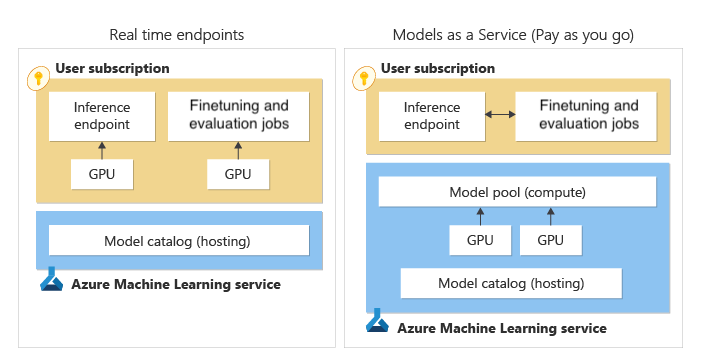 Real time endpoints
User subscription
Inference
endpoint
Finetuning and
evaluation jobs
GPU
GPU
Model catalog (hosting)
Azure Machine Learning service
Models as a Service (Pay as you go)
User subscription
Inference
endpoint
Finetuning and
evaluation jobs
Model pool (compute)
GPU
GPU
Model catalog (hosting)
Azure Machine Learning service